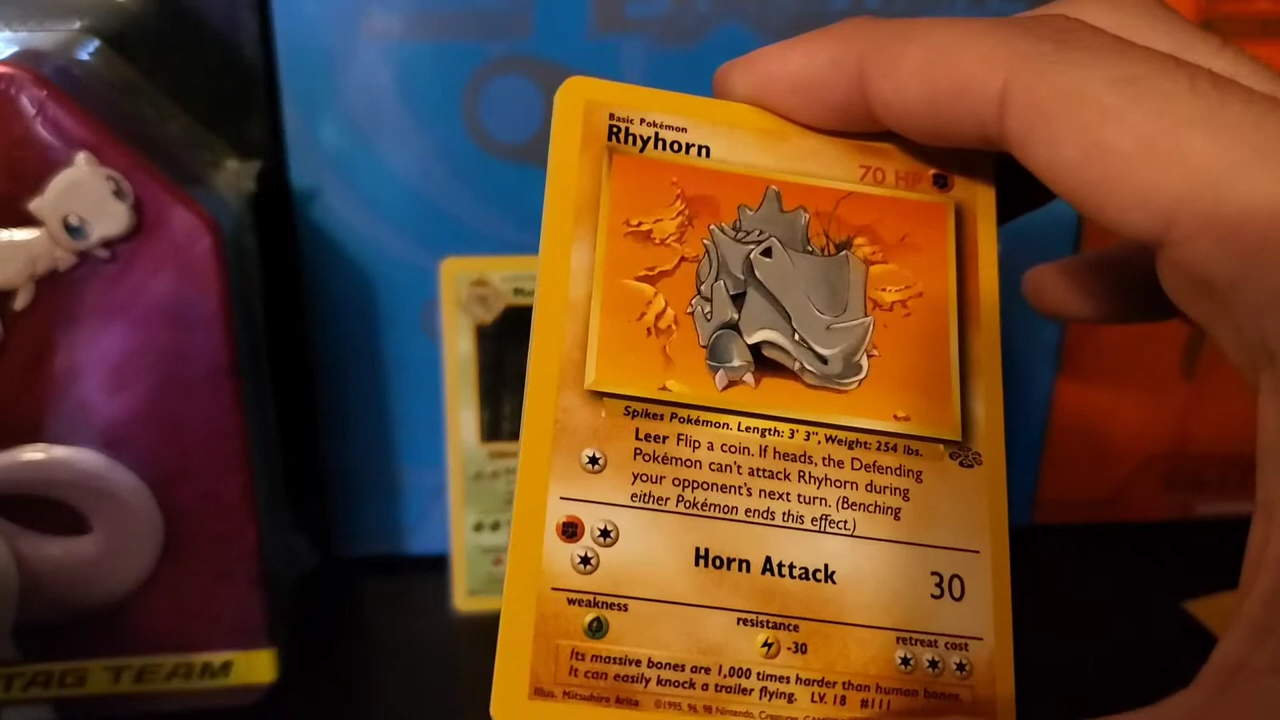 Basic Pokémon
Rhyhorn
70 HP
Spikes Pokémon. Length: 3' 3", Weight: 254 lbs.
Leer Flip a coin. If heads, the Defending
Pokémon can't attack Rhyhorn during
your opponent's next turn. (Benching
either Pokémon ends this effect.)
Horn Attack 30
weakness
resistance
retreat cost
-30
Its massive bones are 1,000 times harder than human bones.
It can easily knock a trailer flying. LV. 18 #111
Illus. Mitsuhiro Arita ©1995, 96, 98 Nintendo, Creatures,
TAG TEAM